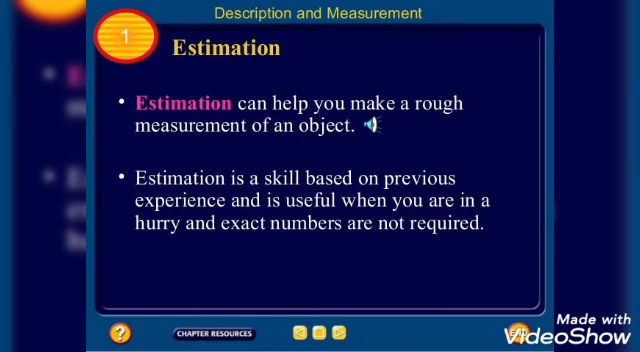 Description and Measurement
1
Estimation
• Estimation can help you make a rough
measurement of an object.
• Estimation is a skill based on previous
experience and is useful when you are in a
hurry and exact numbers are not required.
?
CHAPTER RESOURCES
Made with
VideoShow